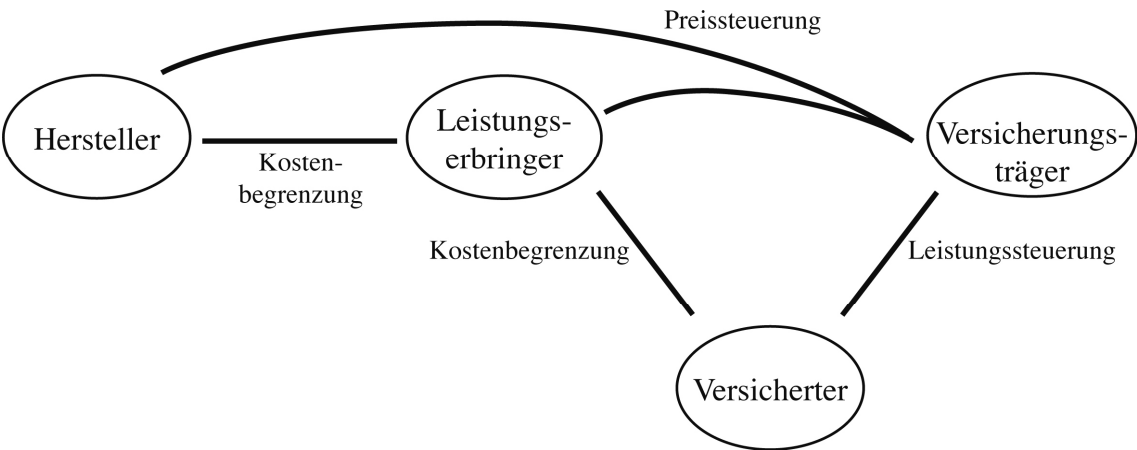 Preissteuerung
Hersteller
Kosten-
begrenzung
Leistungs-
erbringer
Versicherungs-
träger
Kostenbegrenzung
Leistungssteuerung
Versicherter